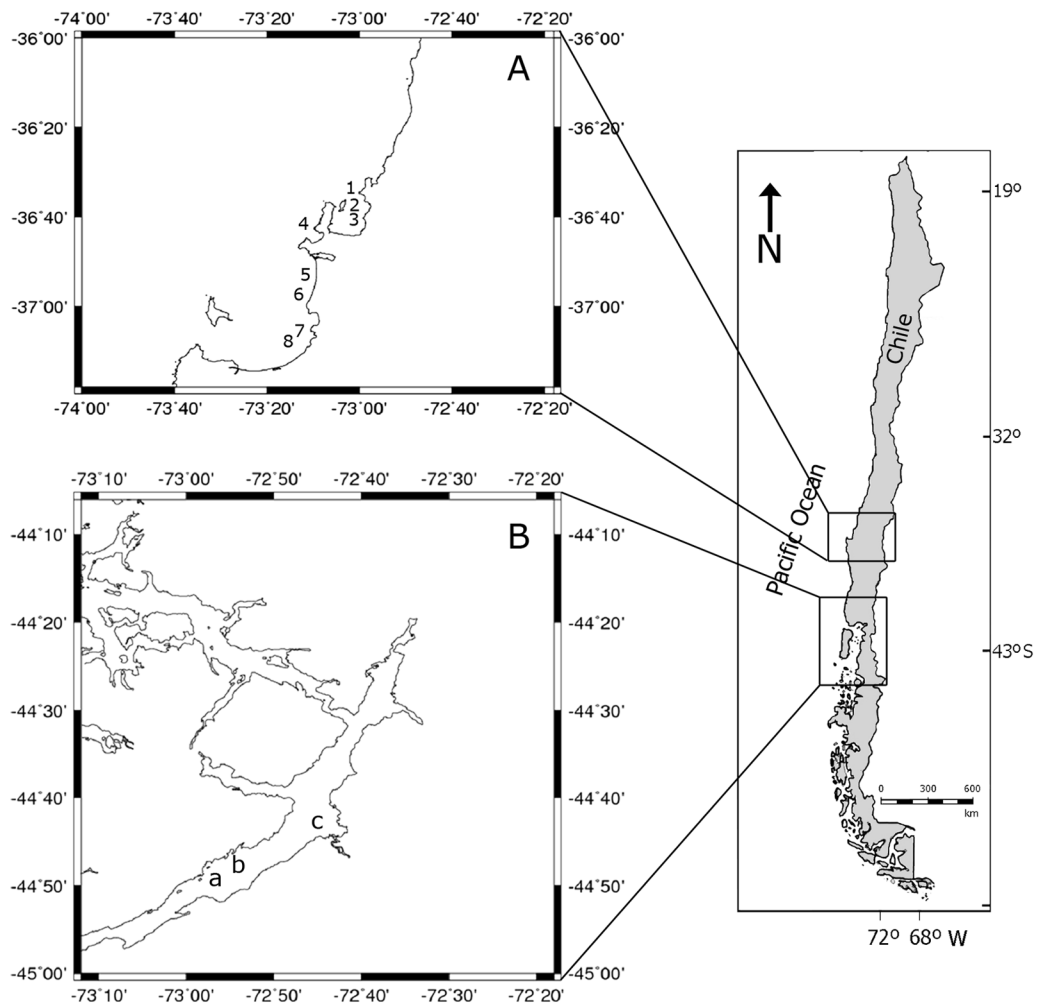 -74°00' -73°40' -73°20' -73°00' -72°40' -72°20'
-36°00' -36°00'
A
-36°20' -36°20'
1
2
-36°40' 3 -36°40'
4
5
6
-37°00' -37°00'
7
8
-74°00' -73°40' -73°20' -73°00' -72°40' -72°20'
-73°10' -73°00' -72°50' -72°40' -72°30' -72°20'
B
-44°10' -44°10'
-44°20' -44°20'
-44°30' -44°30'
-44°40' -44°40'
c
b
a
-44°50' -44°50'
-45°00' -45°00'
-73°10' -73°00' -72°50' -72°40' -72°30' -72°20'
N
19º
Chile
32º
Pacific Ocean
43ºS
0 300 600
km
72º 68º W